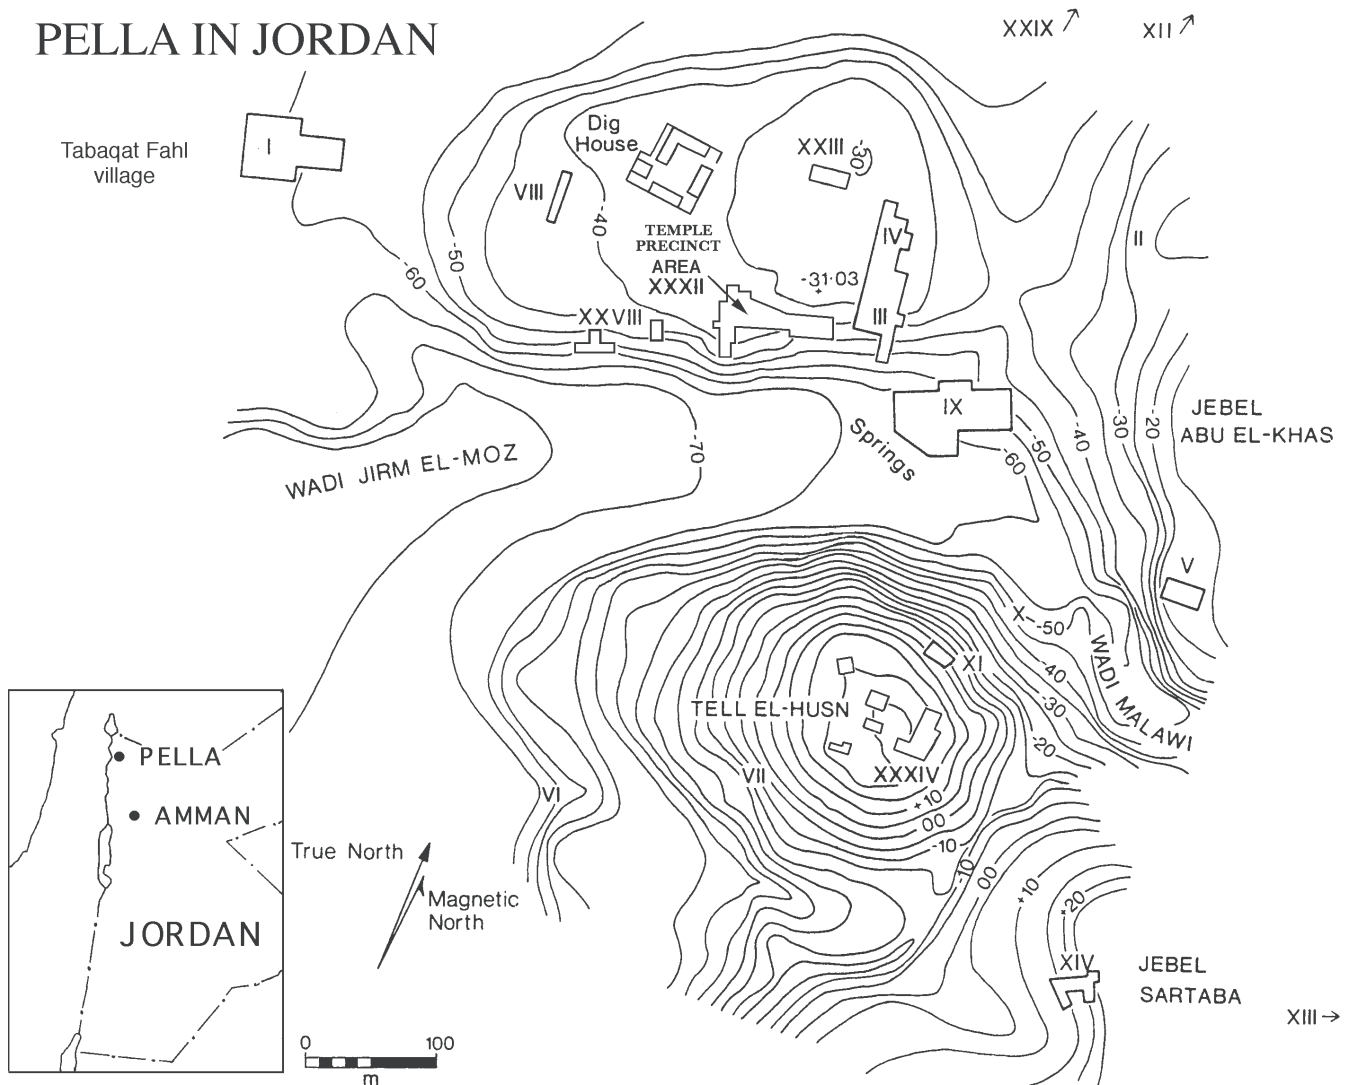 PELLA IN JORDAN
XXIX
XII
Tabaqat Fahl
village
I
Dig
House
VIII
XXIII
-30
-40
-50
-60
TEMPLE
PRECINCT
AREA
XXXII
-31·03
IV
III
II
XXVIII
IX
Springs
WADI JIRM EL-MOZ
-70
-60
-50
-40
-30
-20
JEBEL
ABU EL-KHAS
V
X
-50
-40
-30
-20
WADI MALAWI
XI
TELL EL-HUSN
VII
XXXIV
VI
+10
00
-10
-10
00
+10
+20
XIV
JEBEL
SARTABA
XIII
PELLA
AMMAN
JORDAN
True North
Magnetic
North
0 100
m